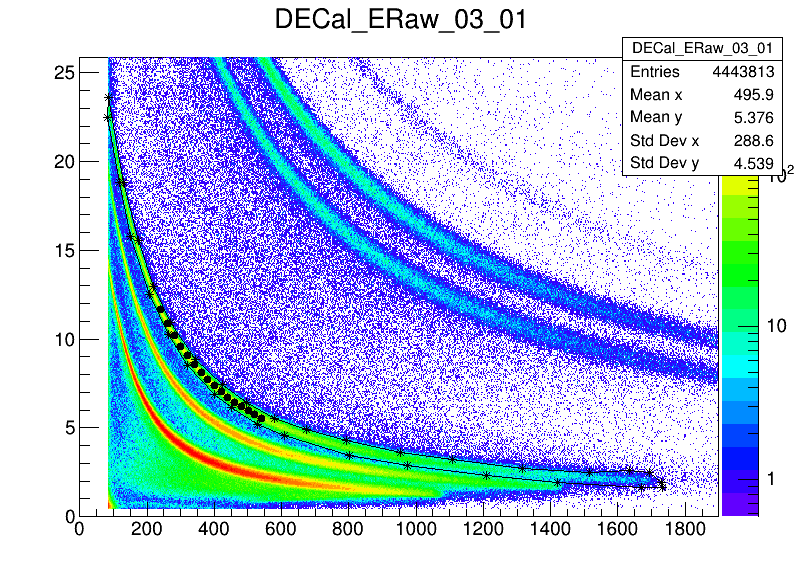 DECal_ERaw_03_01
DECal_ERaw_03_01
Entries 4443813
Mean x 495.9
Mean y 5.376
Std Dev x 288.6
Std Dev y 4.539
25
20
15
10
5
0
0 200 400 600 800 1000 1200 1400 1600 1800
10²
10
1